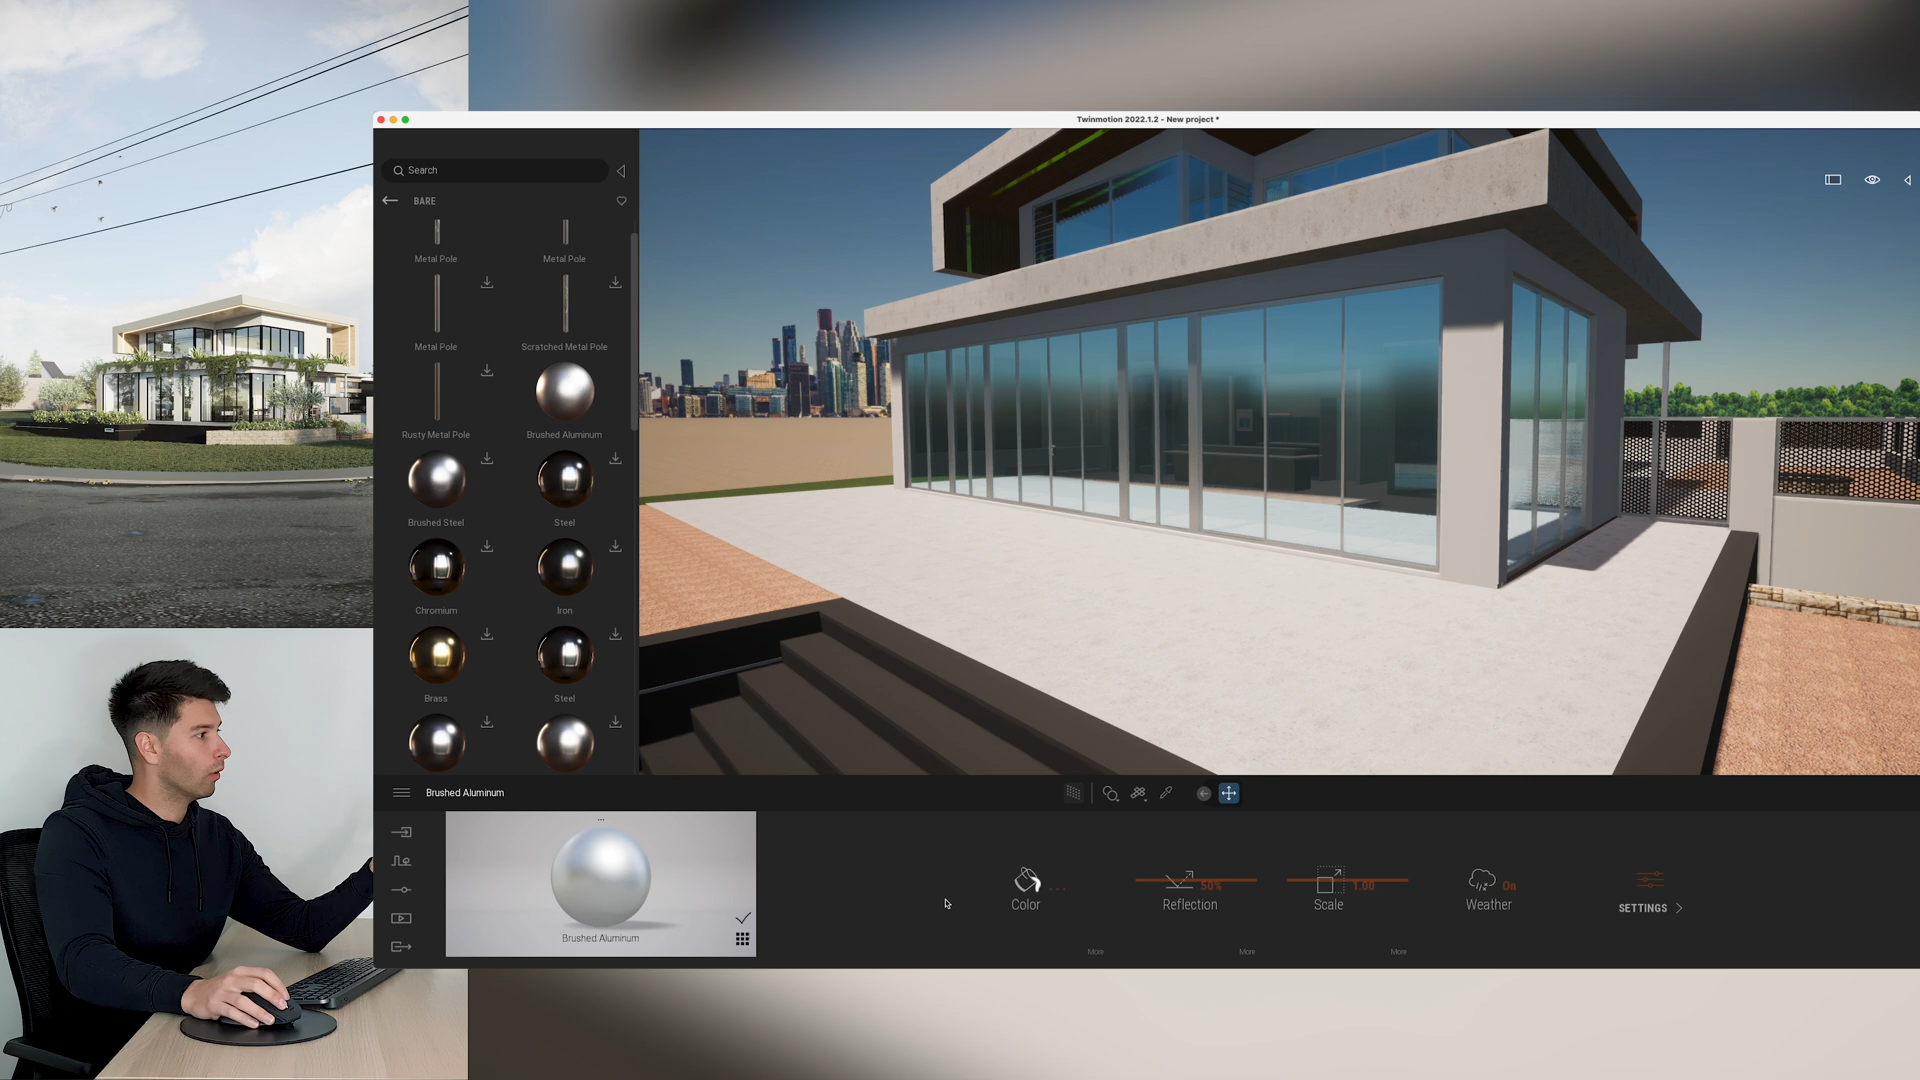 Twinmotion 2022.1.2 - New project *
Search
BARE
Metal Pole
Metal Pole
Metal Pole
Scratched Metal Pole
Rusty Metal Pole
Brushed Aluminum
Brushed Steel
Steel
Chromium
Iron
Brass
Steel
Brushed Aluminum
...
Brushed Aluminum
Color
...
More
50%
Reflection
More
1.00
Scale
More
On
Weather
SETTINGS